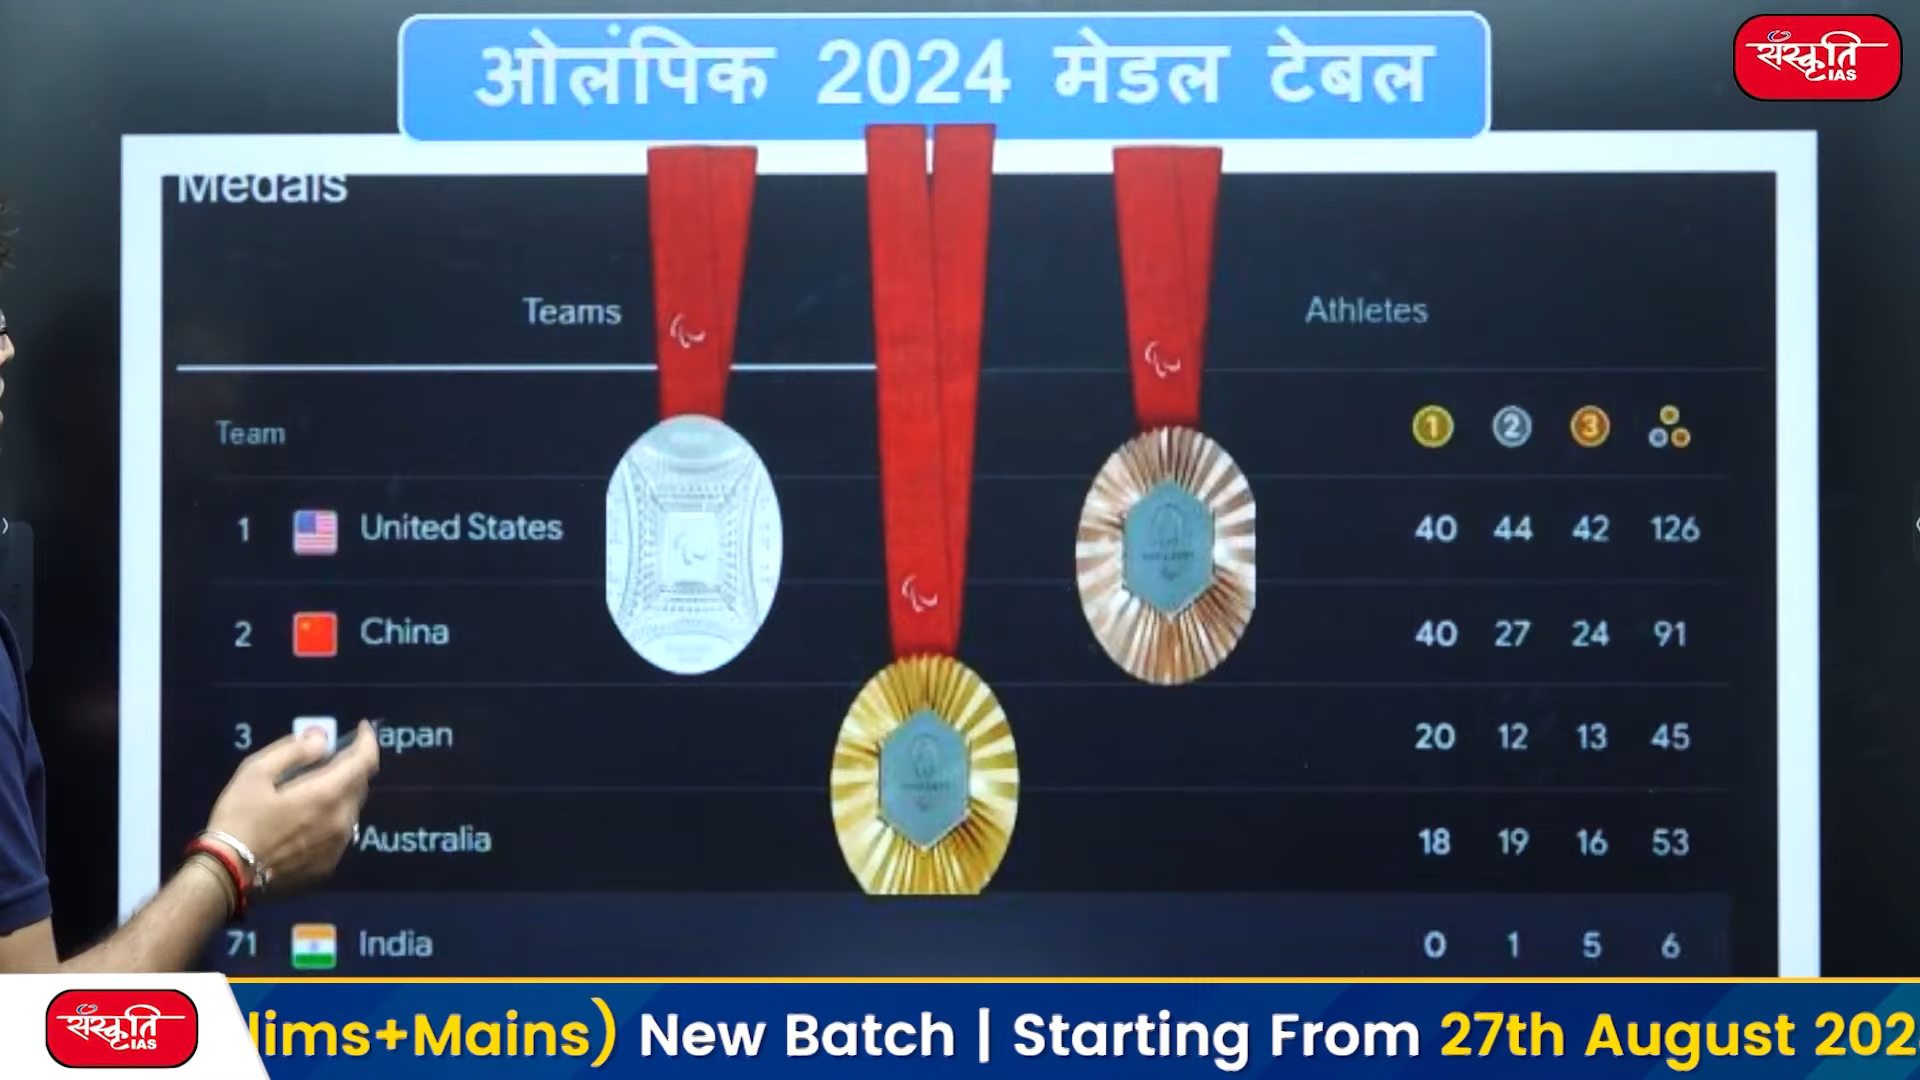 ओलंपिक 2024 मेडल टेबल
संस्कृति
IAS
Medals
Teams
Athletes
Team
1 2 3
1 United States 40 44 42 126
2 China 40 27 24 91
3 Japan 20 12 13 45
Australia 18 19 16 53
71 India 0 1 5 6
संस्कृति
IAS
lims+Mains) New Batch | Starting From 27th August 202